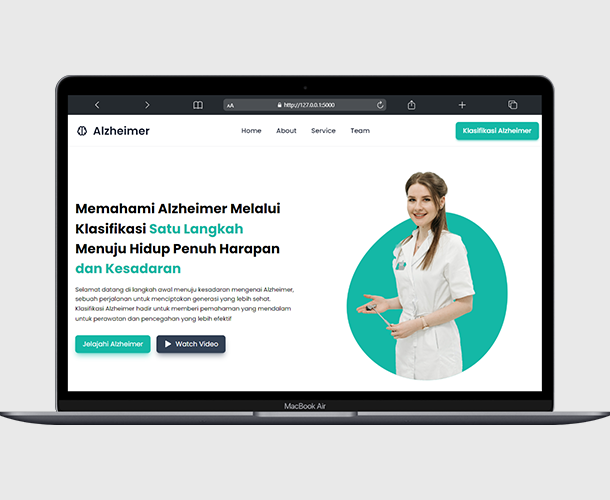 AA http://127.0.0.1:5000
Alzheimer Home About Service Team Klasifikasi Alzheimer
Memahami Alzheimer Melalui
Klasifikasi Satu Langkah
Menuju Hidup Penuh Harapan
dan Kesadaran
Selamat datang di langkah awal menuju kesadaran mengenai Alzheimer,
sebuah perjalanan untuk menciptakan generasi yang lebih sehat.
Klasifikasi Alzheimer hadir untuk memberi pemahaman yang mendalam
untuk perawatan dan pencegahan yang lebih efektif
Jelajahi Alzheimer Watch Video
MacBook Air